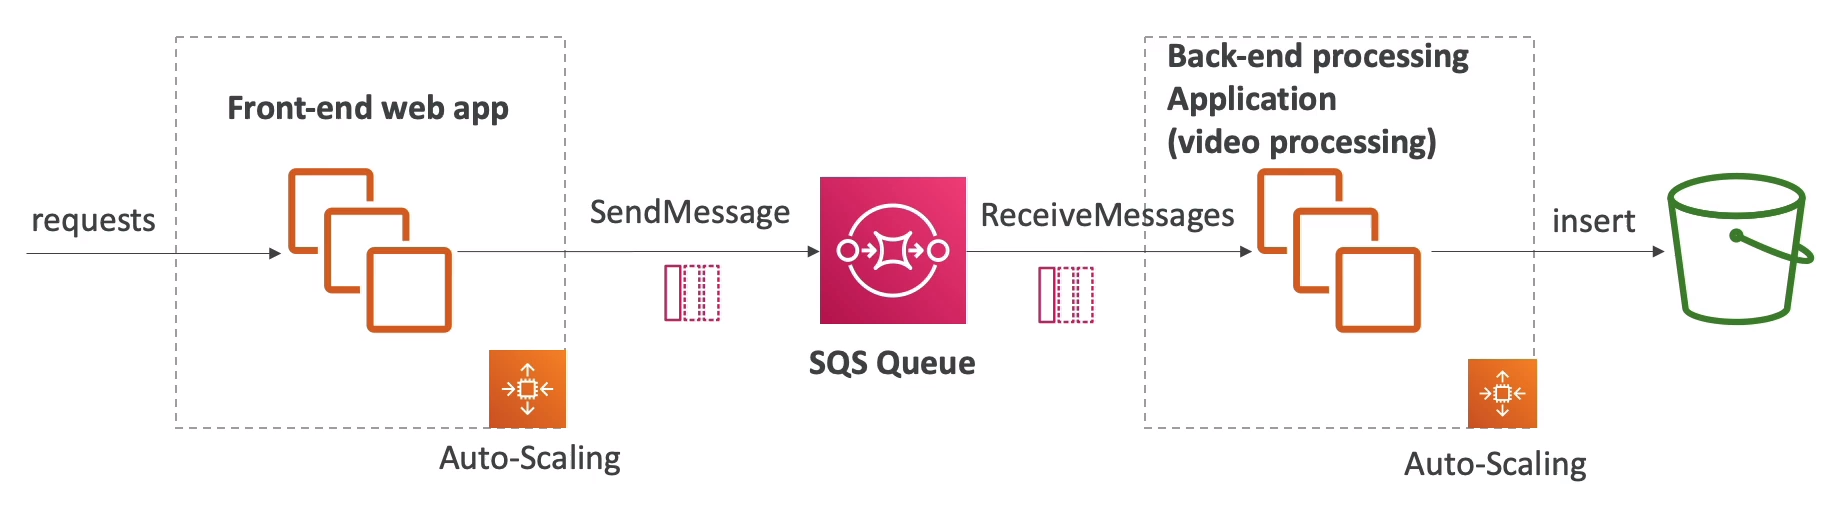 requests
Front-end web app
Auto-Scaling
SendMessage
SQS Queue
ReceiveMessages
Back-end processing
Application
(video processing)
Auto-Scaling
insert